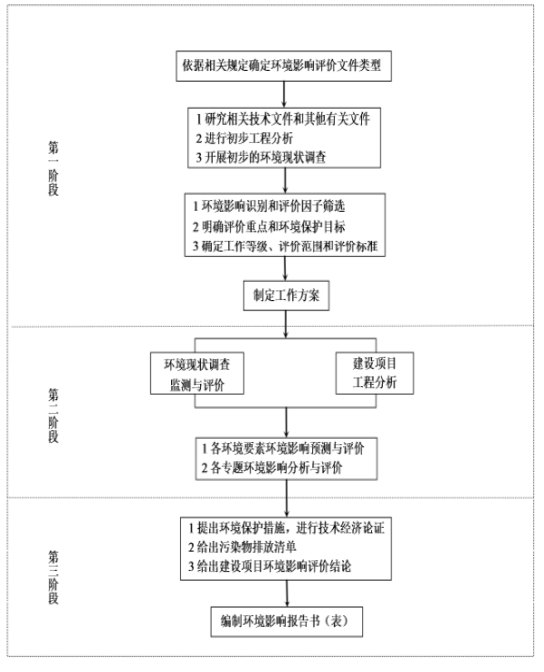 依据相关规定确定环境影响评价文件类型
1 研究相关技术文件和其他有关文件
2 进行初步工程分析
3 开展初步的环境现状调查
第一阶段
1 环境影响识别和评价因子筛选
2 明确评价重点和环境保护目标
3 确定工作等级、评价范围和评价标准
制定工作方案
环境现状调查
监测与评价
建设项目
工程分析
第二阶段
1 各环境要素环境影响预测与评价
2 各专题环境影响分析与评价
1 提出环境保护措施，进行技术经济论证
2 给出污染物排放清单
3 给出建设项目环境影响评价结论
第三阶段
编制环境影响报告书（表）